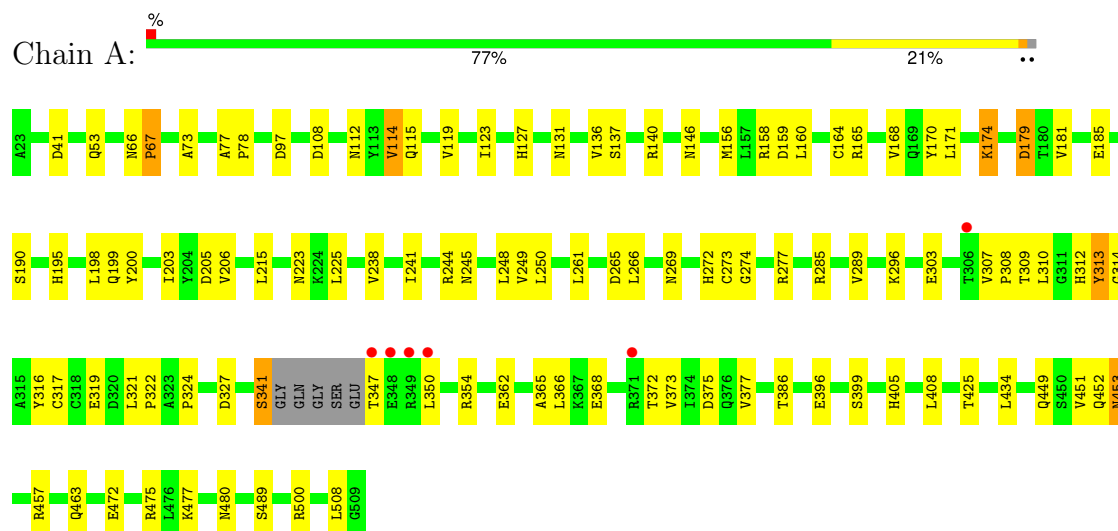 %
Chain A:
77% 21% ••
A23 D41 Q53 N66 P67 A73 A77 P78 D97 D108 N112 Y113 V114 Q115 V119 I123 H127 N131 V136 S137 R140 N146 M156 L157 R158 D159 L160 C164 R165 V168 Q169 Y170 L171 K174 D179 T180 V181 E185
S190 H195 L198 Q199 Y200 I203 Y204 D205 V206 L215 N223 K224 L225 V238 I241 R244 N245 L248 V249 L250 L261 D265 L266 N269 H272 C273 G274 R277 R285 V289 K296 E303 T306 V307 P308 T309 L310 G311 H312 Y313 G314
A315 Y316 C317 C318 E319 D320 L321 P322 A323 P324 D327 S341 GLY GLN GLY SER GLU T347 E348 R349 L350 R354 E362 A365 L366 K367 E368 R371 T372 V373 I374 D375 Q376 V377 T386 E396 S399 H405 L408 T425 L434 Q449 S450 V451 Q452 N453
R457 Q463 E472 R475 L476 K477 N480 S489 R500 L508 G509